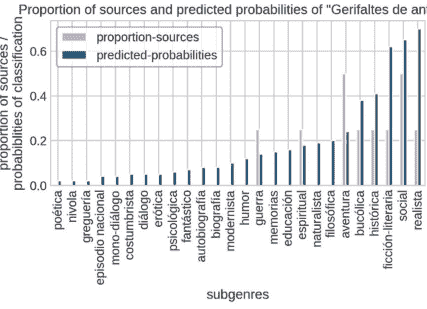 Proportion of sources and predicted probabilities of "Gerifaltes de ant
proportion of sources /
probabibilities of classification
0.6
0.4
0.2
0.0
proportion-sources
predicted-probabilities
poética
nivola
greguería
episodio nacional
mono-diálogo
costumbrista
diálogo
erótica
psicológica
fantástico
autobiografía
biografía
modernista
humor
guerra
memorias
educación
espiritual
naturalista
filosófica
aventura
bucólica
histórica
ficción-literaria
social
realista
subgenres